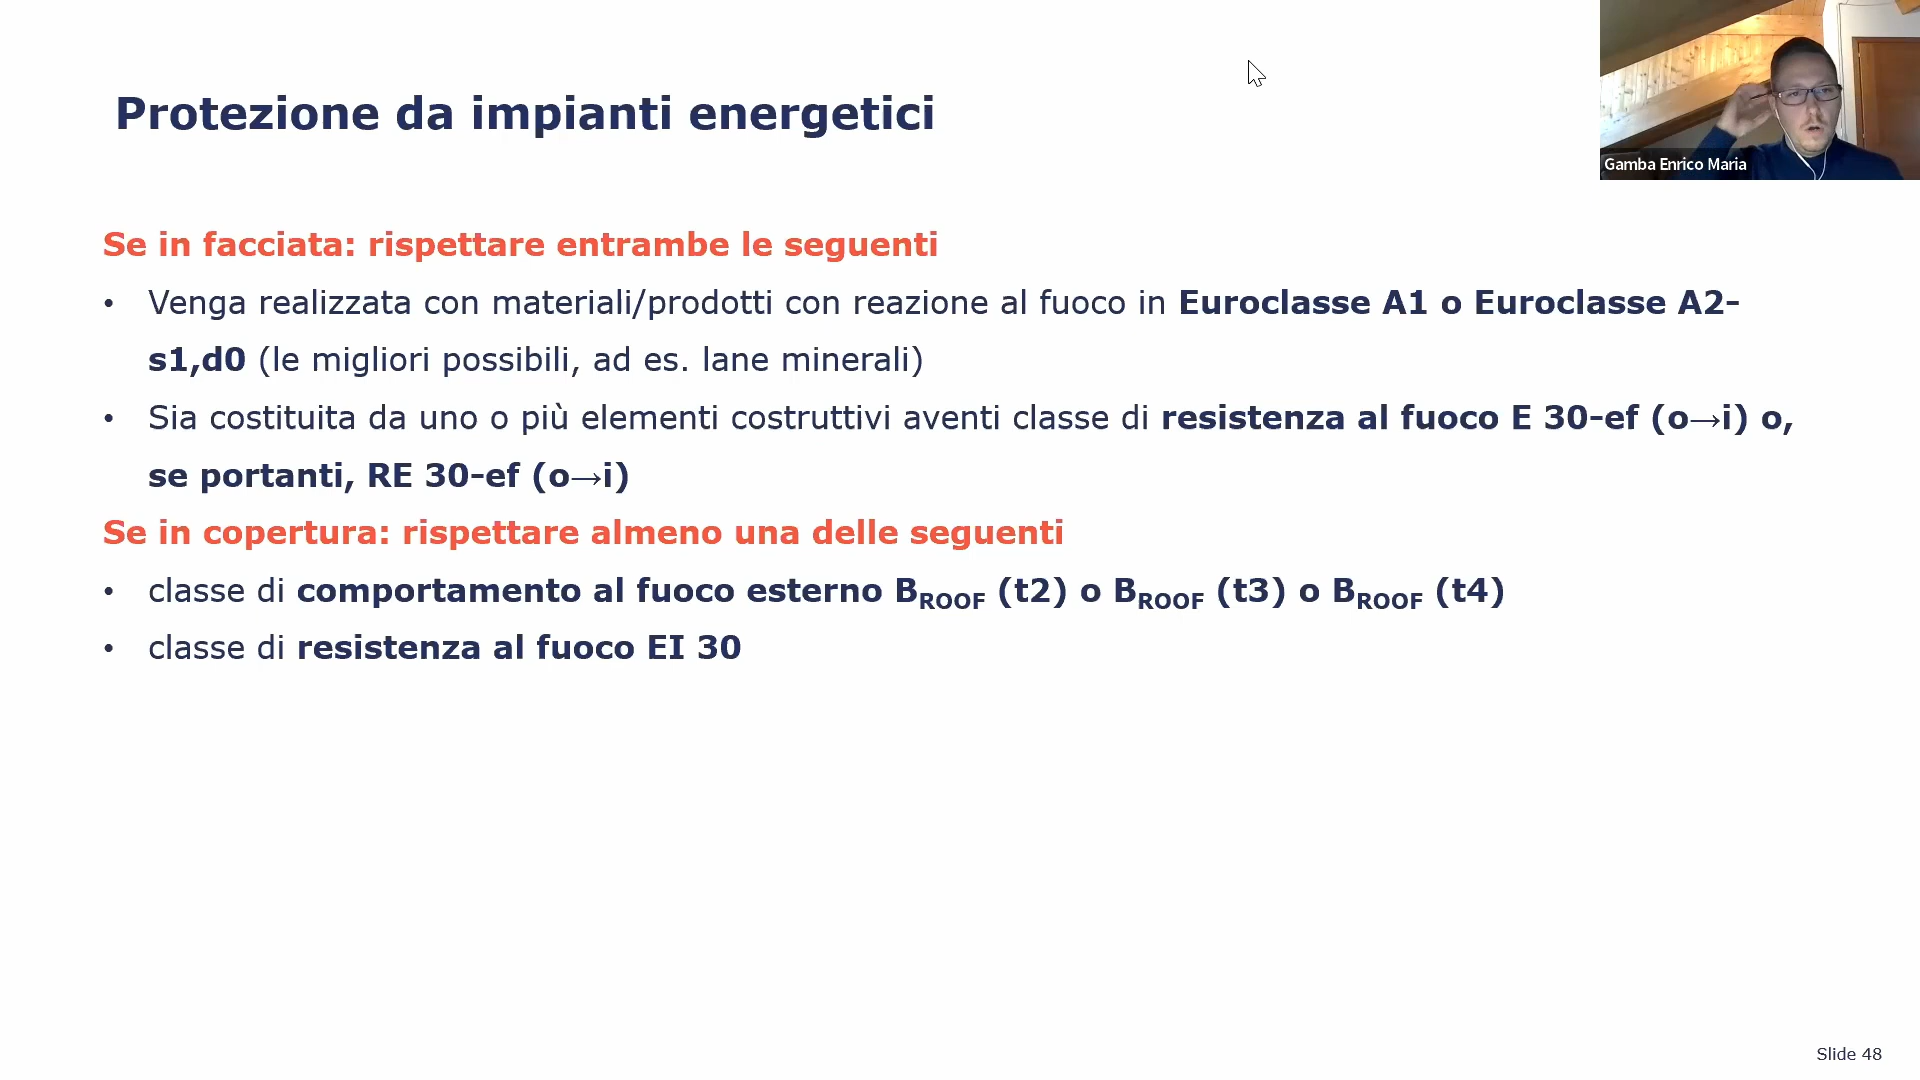 Protezione da impianti energetici
Gamba Enrico Maria
Se in facciata: rispettare entrambe le seguenti
• Venga realizzata con materiali/prodotti con reazione al fuoco in Euroclasse A1 o Euroclasse A2-
s1,d0 (le migliori possibili, ad es. lane minerali)
• Sia costituita da uno o più elementi costruttivi aventi classe di resistenza al fuoco E 30-ef (o→i) o,
se portanti, RE 30-ef (o→i)
Se in copertura: rispettare almeno una delle seguenti
• classe di comportamento al fuoco esterno BROOF (t2) o BROOF (t3) o BROOF (t4)
• classe di resistenza al fuoco EI 30
Slide 48